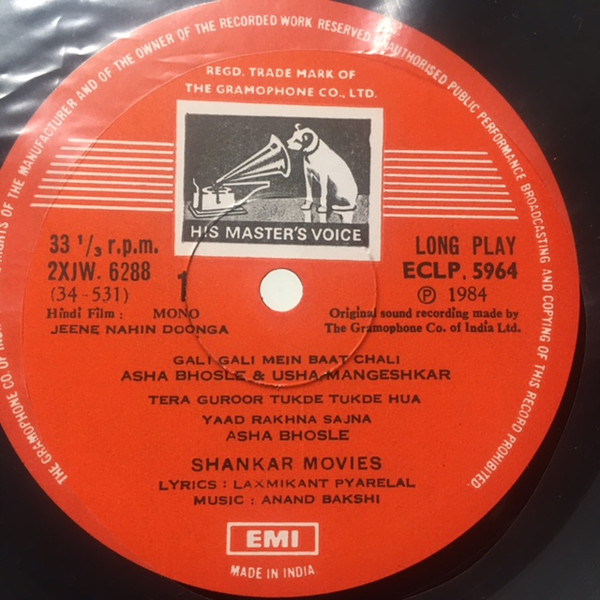 THE GRAMOPHONE CO. OF INDIA RIGHTS OF THE MANUFACTURER AND OF THE OWNER OF THE RECORDED WORK RESERVED. UNAUTHORISED PUBLIC PERFORMANCE BROADCASTING AND COPYING OF THIS RECORD PROHIBITED.
REGD. TRADE MARK OF
THE GRAMOPHONE CO., LTD.
HIS MASTER'S VOICE
33 1/3 r.p.m.
2XJW. 6288
(34-531)
1
LONG PLAY
ECLP. 5964
Ⓟ 1984
Hindi Film : MONO
JEENE NAHIN DOONGA
Original sound recording made by
The Gramophone Co. of India Ltd.
GALI GALI MEIN BAAT CHALI
ASHA BHOSLE & USHA MANGESHKAR
TERA GUROOR TUKDE TUKDE HUA
YAAD RAKHNA SAJNA
ASHA BHOSLE
SHANKAR MOVIES
LYRICS : LAXMIKANT PYARELAL
MUSIC : ANAND BAKSHI
EMI
MADE IN INDIA